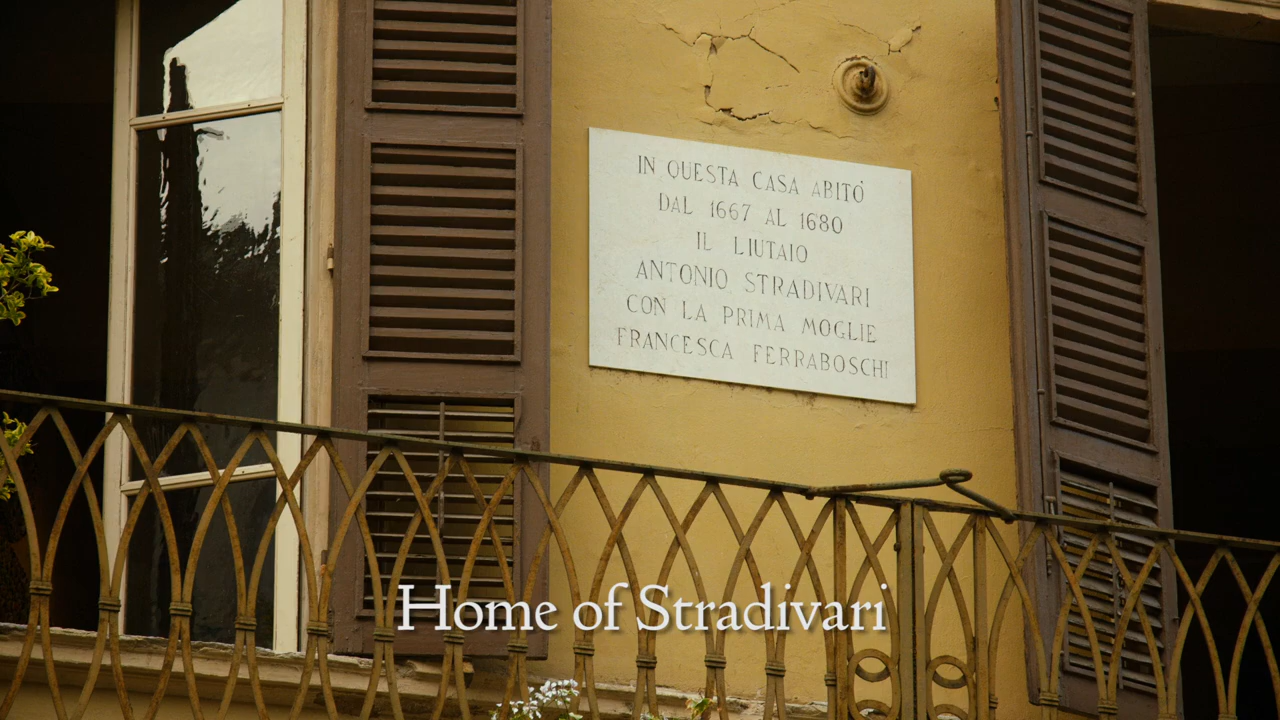 IN QUESTA CASA ABITÒ
DAL 1667 AL 1680
IL LIUTAIO
ANTONIO STRADIVARI
CON LA PRIMA MOGLIE
FRANCESCA FERRABOSCHI
Home of Stradivari